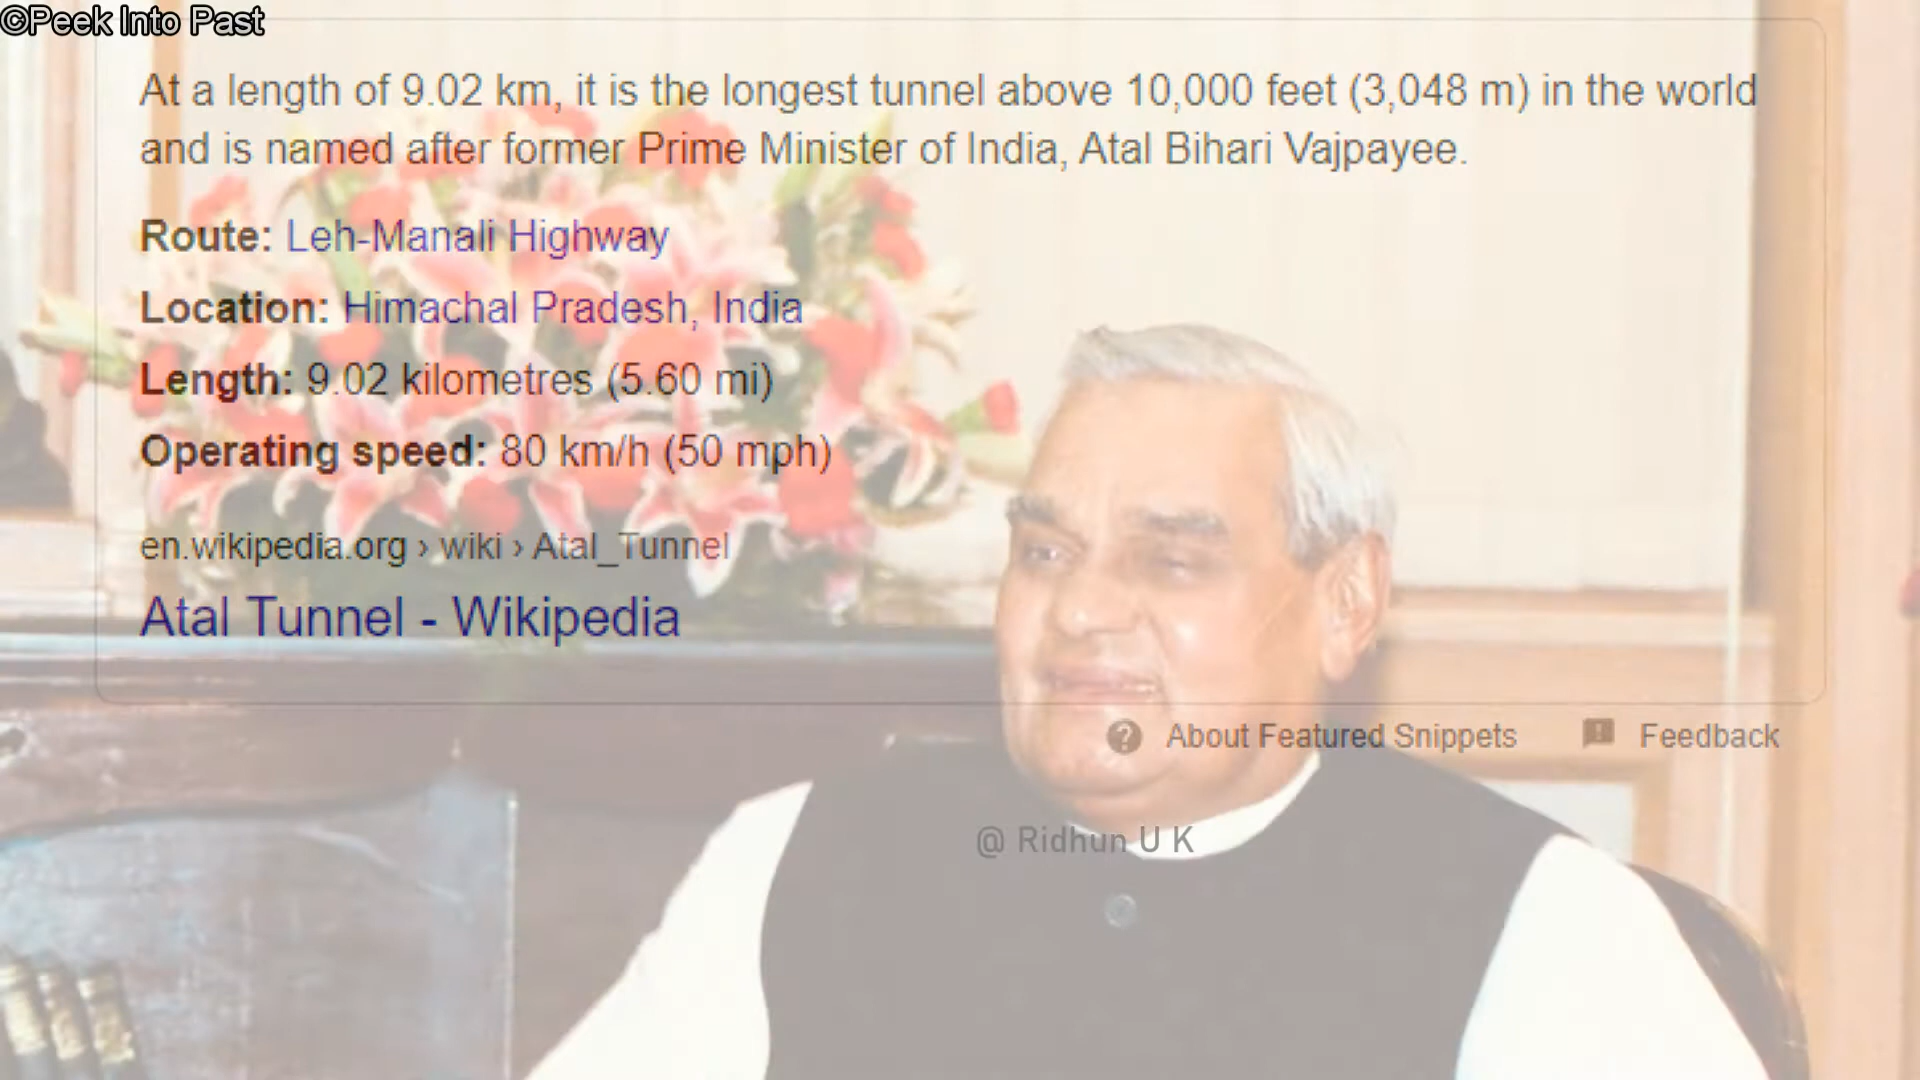 ©Peek Into Past
At a length of 9.02 km, it is the longest tunnel above 10,000 feet (3,048 m) in the world
and is named after former Prime Minister of India, Atal Bihari Vajpayee.
Route: Leh-Manali Highway
Location: Himachal Pradesh, India
Length: 9.02 kilometres (5.60 mi)
Operating speed: 80 km/h (50 mph)
en.wikipedia.org › wiki › Atal_Tunnel
Atal Tunnel - Wikipedia
About Featured Snippets Feedback
@ Ridhun U K